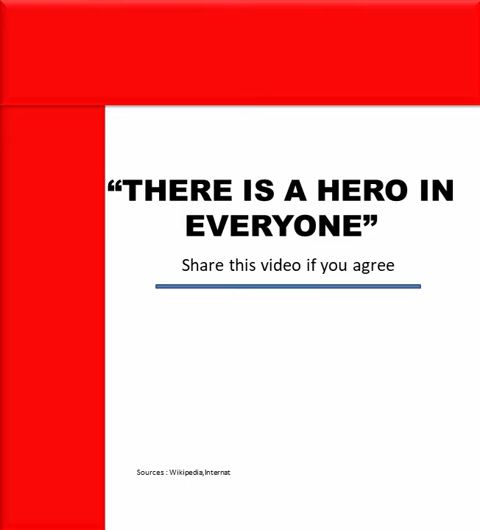 “THERE IS A HERO IN
EVERYONE”
Share this video if you agree
Sources : Wikipedia,Internat